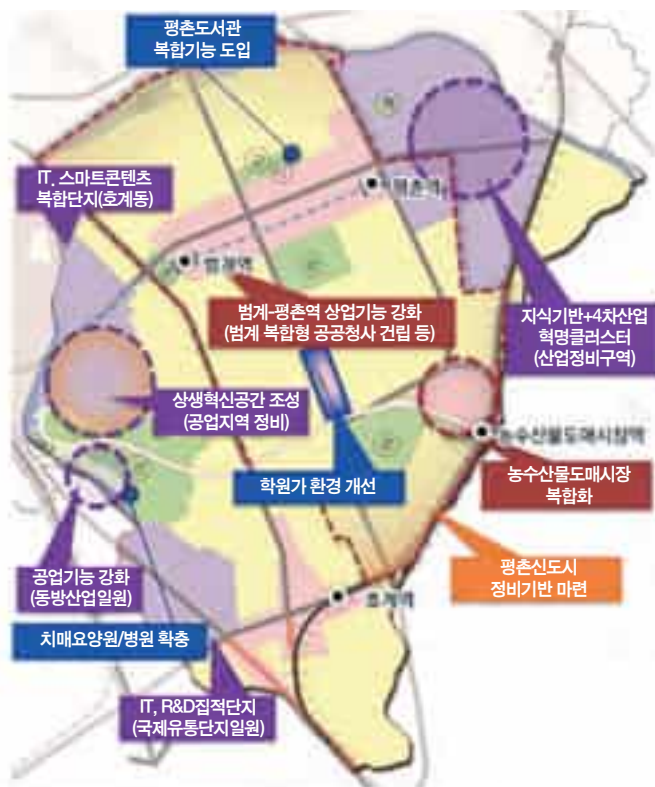 평촌도서관
복합기능 도입
IT. 스마트콘텐츠
복합단지(호계동)
평촌역
범계역
범계-평촌역 상업기능 강화
(범계 복합형 공공청사 건립 등)
지식기반+4차산업
혁명클러스터
(산업정비구역)
상생혁신공간 조성
(공업지역 정비)
농수산물도매시장역
학원가 환경 개선
농수산물도매시장
복합화
공업기능 강화
(동방산업일원)
평촌신도시
정비기반 마련
호계역
치매요양원/병원 확충
IT, R&D집적단지
(국제유통단지일원)